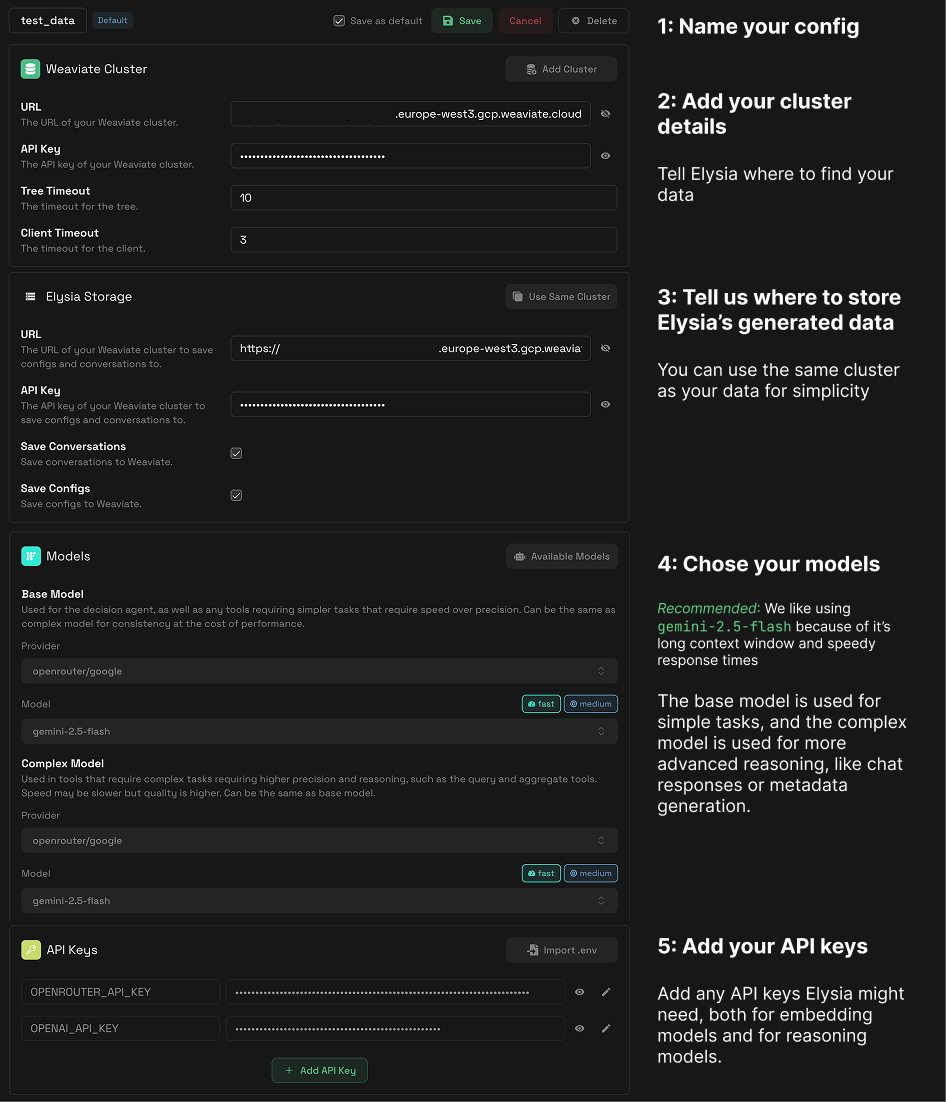 test_data
Default
Save as default
Save
Cancel
Delete
1: Name your config
Weaviate Cluster
Add Cluster
URL
The URL of your Weaviate cluster.
.europe-west3.gcp.weaviate.cloud
API Key
The API key of your Weaviate cluster.
••••••••••••••••••••••••••••••••••••
Tree Timeout
The timeout for the tree.
10
Client Timeout
The timeout for the client.
3
2: Add your cluster
details
Tell Elysia where to find your
data
Elysia Storage
Use Same Cluster
URL
The URL of your Weaviate cluster to save
configs and conversations to.
https://
.europe-west3.gcp.weavia
API Key
The API key of your Weaviate cluster to
save configs and conversations to.
••••••••••••••••••••••••••••••••••••
Save Conversations
Save conversations to Weaviate.
Save Configs
Save configs to Weaviate.
3: Tell us where to store
Elysia's generated data
You can use the same cluster
as your data for simplicity
Models
Available Models
Base Model
Used for the decision agent, as well as any tools requiring simpler tasks that require speed over precision. Can be the same as
complex model for consistency at the cost of performance.
Provider
openrouter/google
Model
fast
medium
gemini-2.5-flash
Complex Model
Used in tools that require complex tasks requiring higher precision and reasoning, such as the query and aggregate tools.
Speed may be slower but quality is higher. Can be the same as base model.
Provider
openrouter/google
Model
fast
medium
gemini-2.5-flash
4: Chose your models
Recommended: We like using
gemini-2.5-flash because of it's
long context window and speedy
response times
The base model is used for
simple tasks, and the complex
model is used for more
advanced reasoning, like chat
responses or metadata
generation.
API Keys
Import .env
OPENROUTER_API_KEY
•••••••••••••••••••••••••••••••••••••••••••••••••••••••••••••••••••••••••
OPENAI_API_KEY
•••••••••••••••••••••••••••••••••••••••••••••••••••
+ Add API Key
5: Add your API keys
Add any API keys Elysia might
need, both for embedding
models and for reasoning
models.